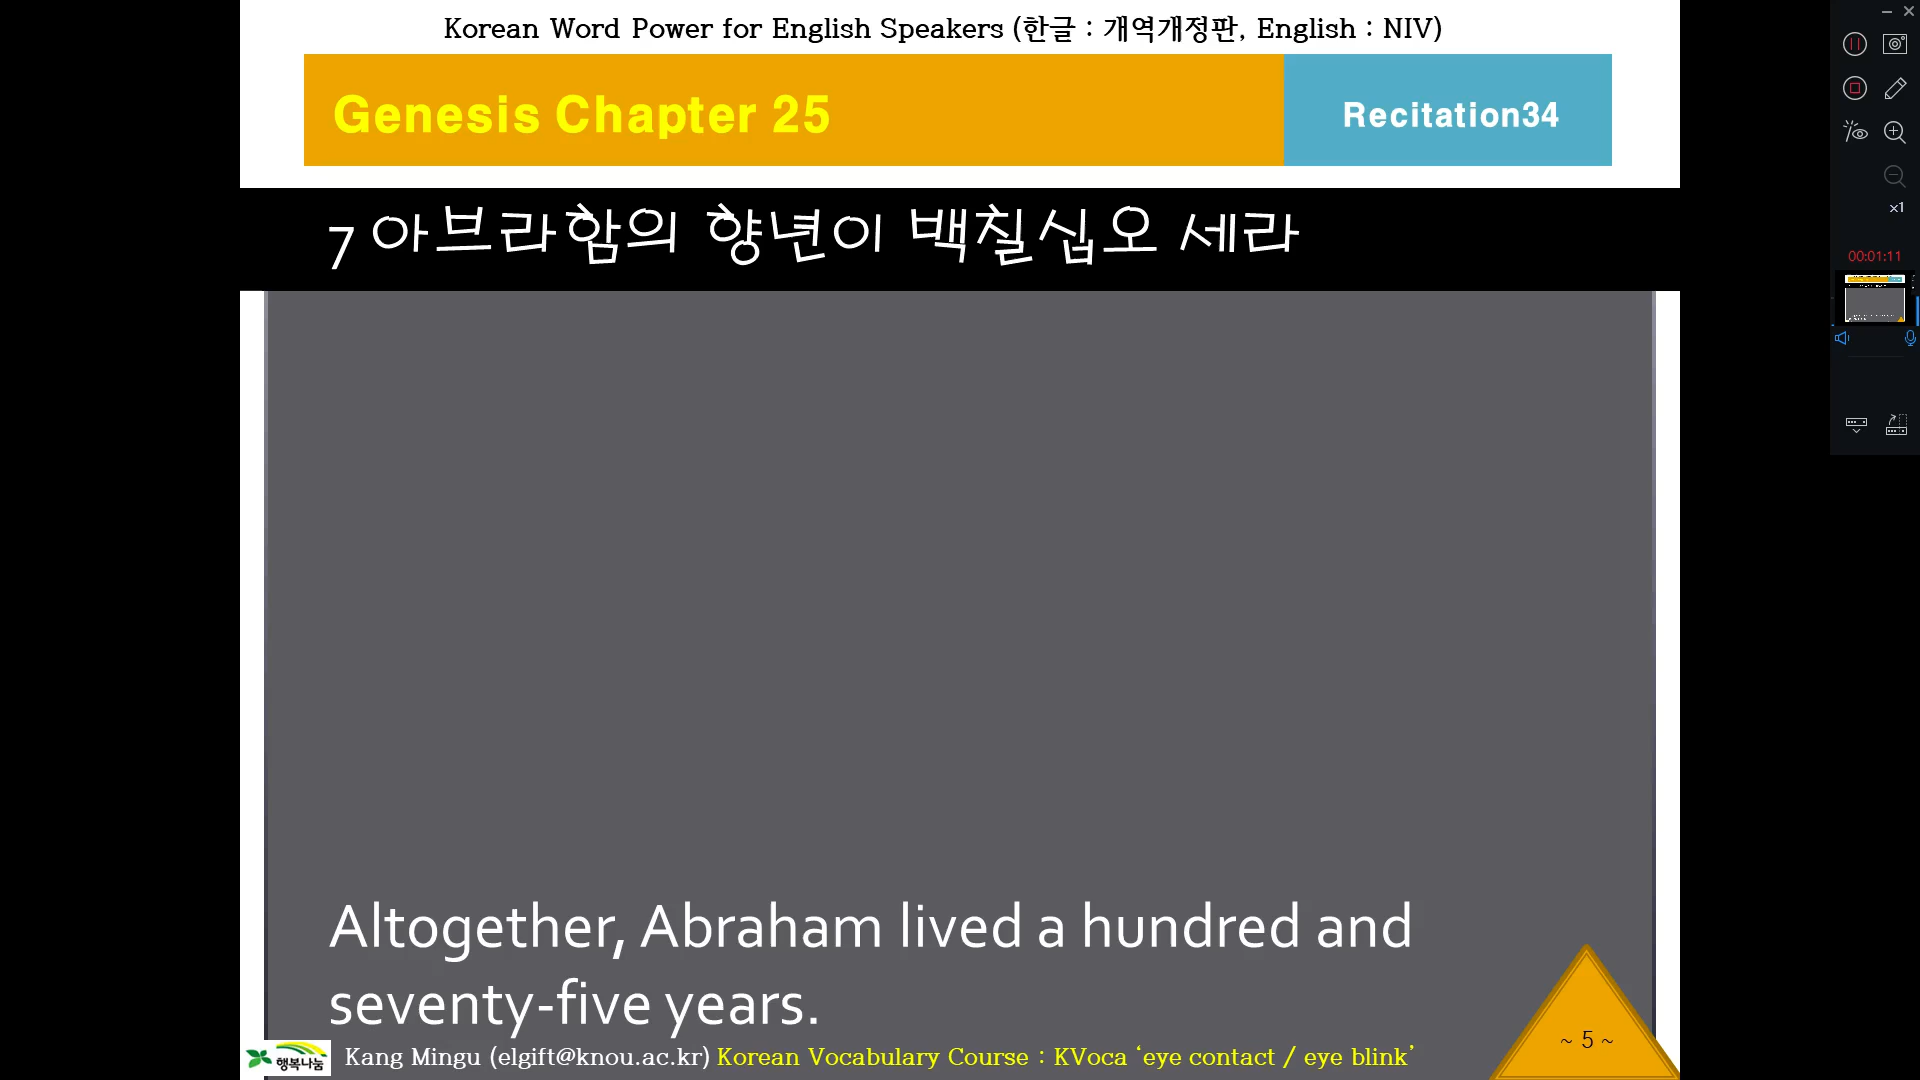 Korean Word Power for English Speakers (한글 : 개역개정판, English : NIV)
Genesis Chapter 25
Recitation34
7 아브라함의 향년이 백칠십오 세라
x1
00:01:11
Altogether, Abraham lived a hundred and
seventy-five years.
행복나눔
Kang Mingu (elgift@knou.ac.kr) Korean Vocabulary Course : KVoca ‘eye contact / eye blink’
~ 5 ~